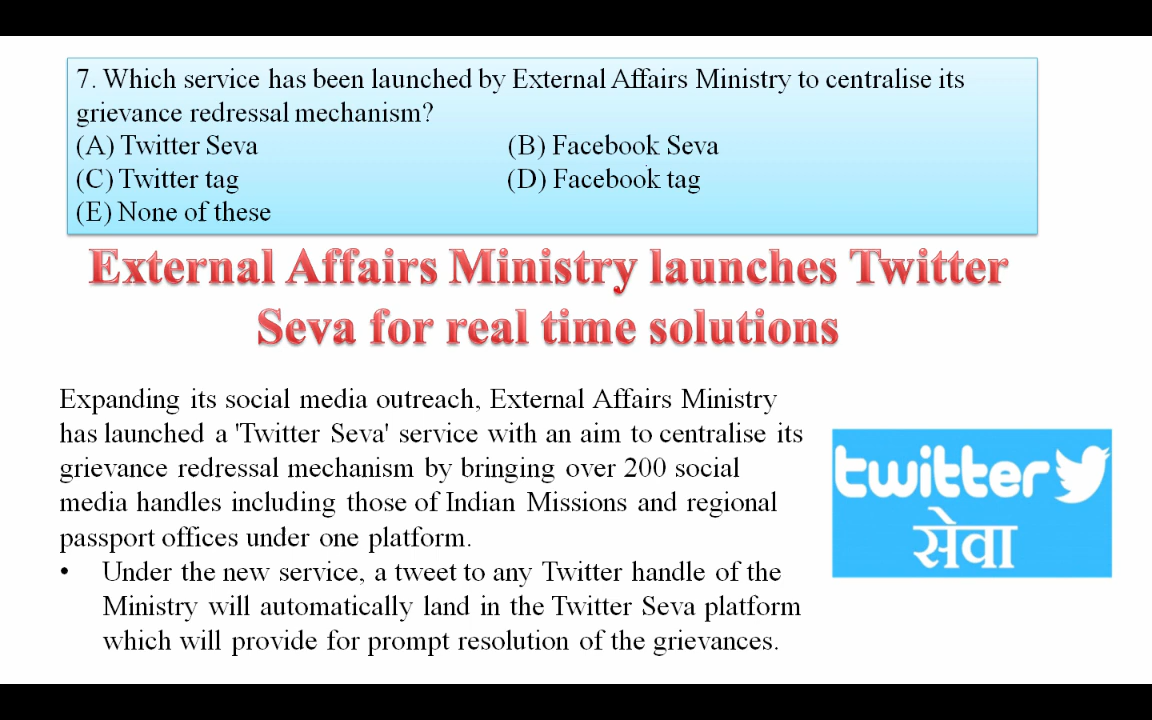 7. Which service has been launched by External Affairs Ministry to centralise its
grievance redressal mechanism?
(A) Twitter Seva (B) Facebook Seva
(C) Twitter tag (D) Facebook tag
(E) None of these
External Affairs Ministry launches Twitter
Seva for real time solutions
Expanding its social media outreach, External Affairs Ministry
has launched a 'Twitter Seva' service with an aim to centralise its
grievance redressal mechanism by bringing over 200 social
media handles including those of Indian Missions and regional
passport offices under one platform.
• Under the new service, a tweet to any Twitter handle of the
Ministry will automatically land in the Twitter Seva platform
which will provide for prompt resolution of the grievances.
twitter
सेवा